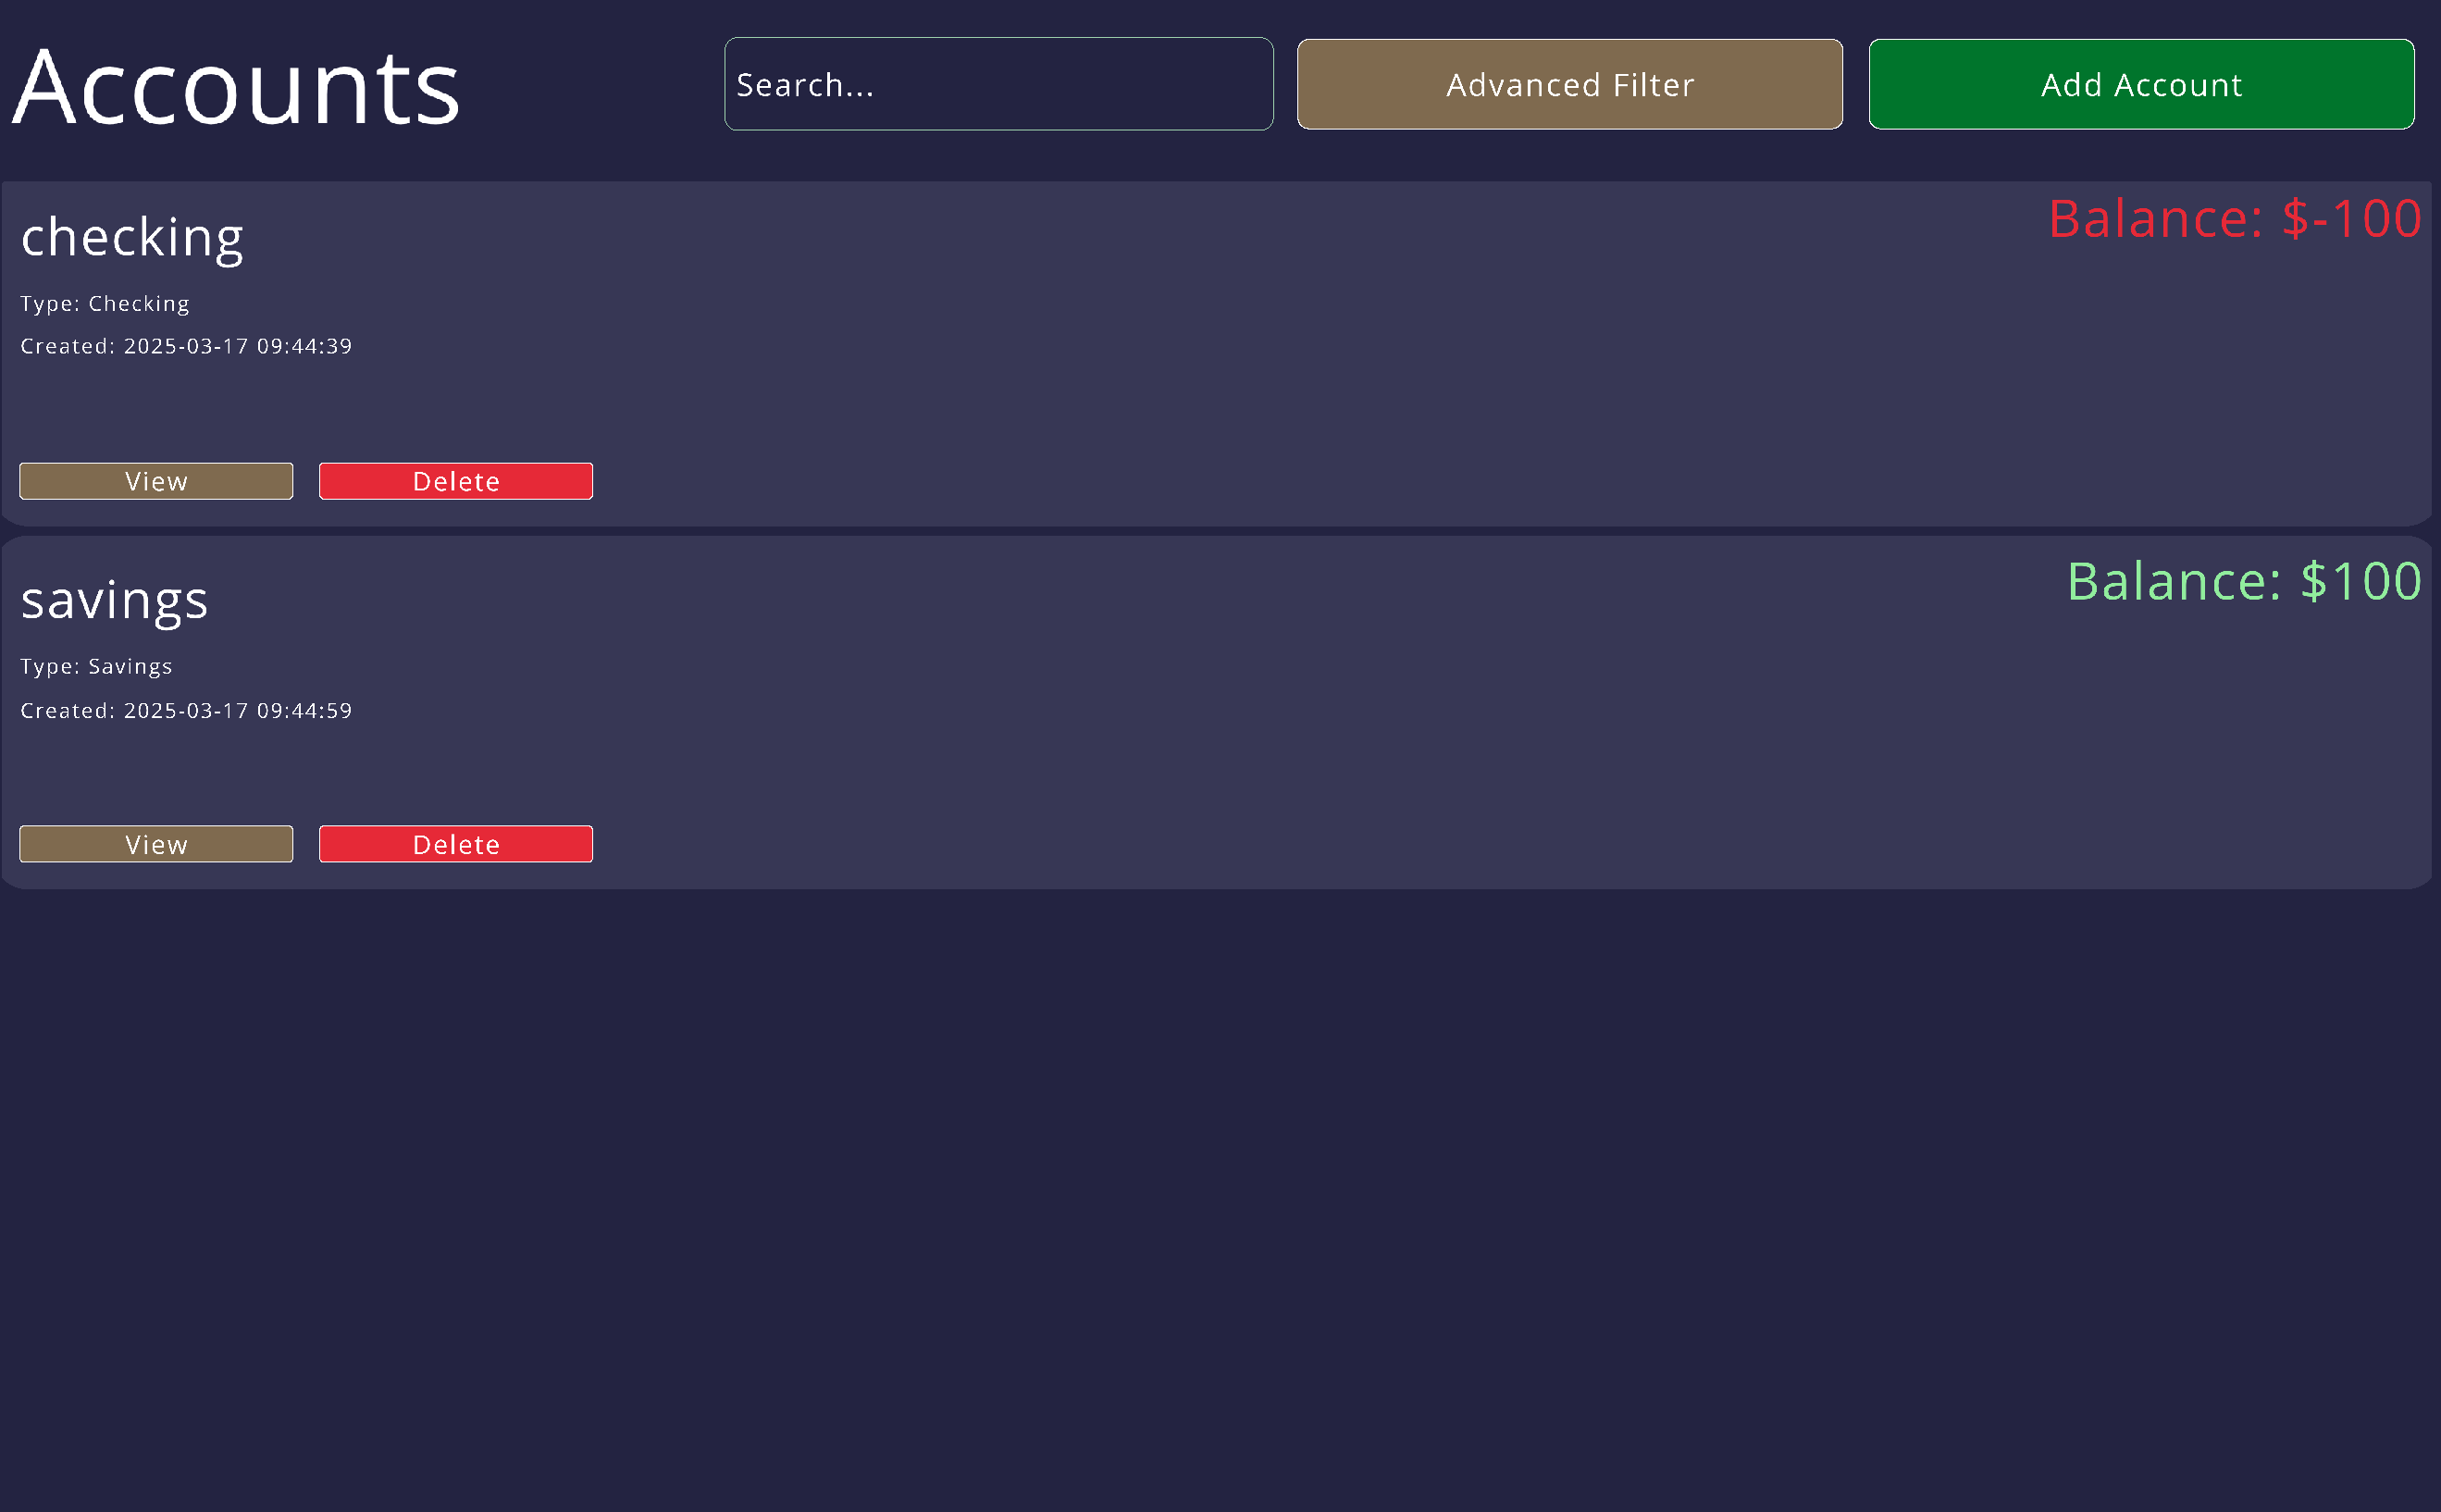 Accounts
Search...
Advanced Filter
Add Account
checking
Balance: $-100
Type: Checking
Created: 2025-03-17 09:44:39
View
Delete
savings
Balance: $100
Type: Savings
Created: 2025-03-17 09:44:59
View
Delete